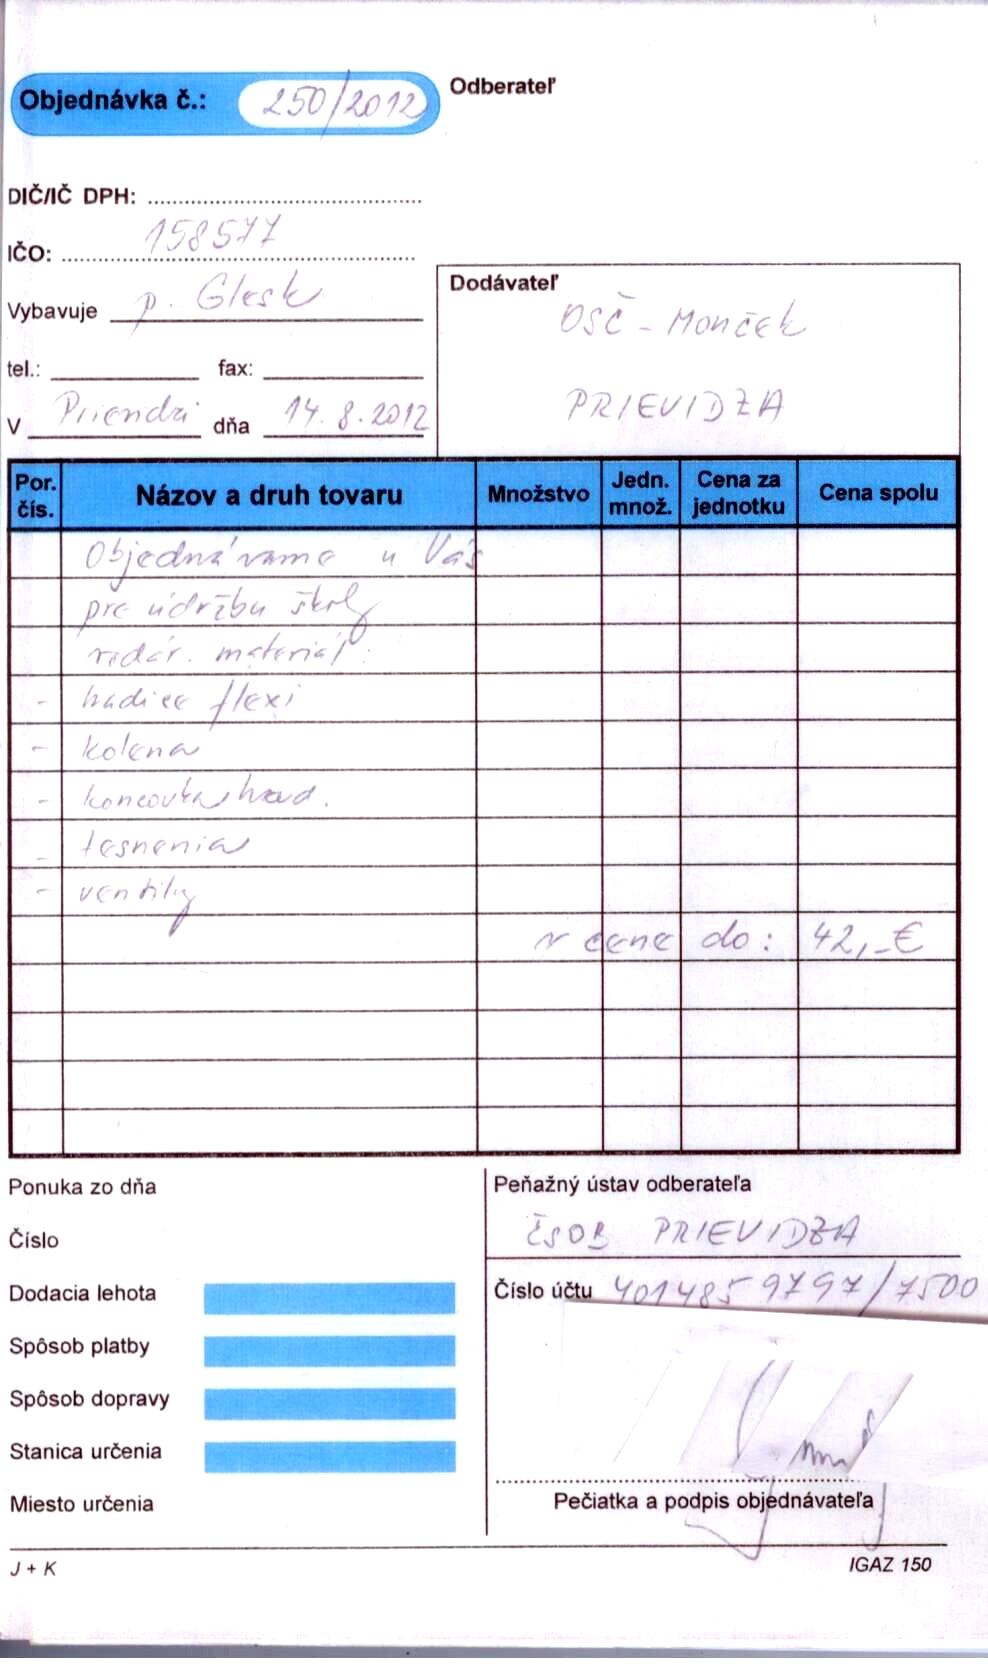 Objednávka č.: 250/2012
Odberateľ
DIČ/IČ DPH:
IČO: 158577
Vybavuje p. Glesk
tel.: fax:
V Prievidzi dňa 14.8.2012
Dodávateľ
OSČ - Monček
PRIEVIDZA
Por. čís. Názov a druh tovaru Množstvo Jedn. množ. Cena za jednotku Cena spolu
Objednávame u Vás
pre údržbu školy
vodár. materiál:
- hadice flexi
- kolena
- koncovka had.
- tesnenia
- ventily
v cene do: 42,-€
Ponuka zo dňa
Číslo
Dodacia lehota
Spôsob platby
Spôsob dopravy
Stanica určenia
Miesto určenia
Peňažný ústav odberateľa
ČSOB PRIEVIDZA
Číslo účtu 4014859797/7500
Pečiatka a podpis objednávateľa
J + K
IGAZ 150